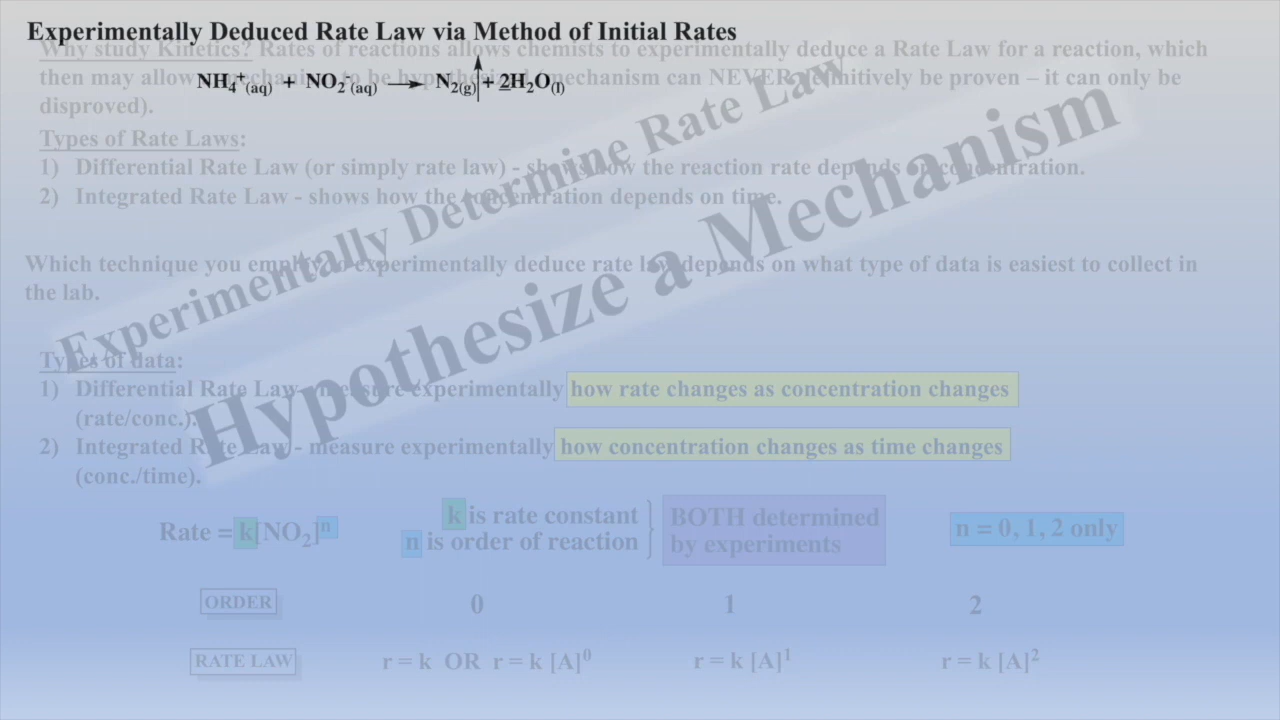 Experimentally Deduced Rate Law via Method of Initial Rates
Why study Kinetics? Rates of reactions allows chemists to experimentally deduce a Rate Law for a reaction, which
then may allow mechanism to be hypothesized (mechanism can NEVER definitively be proven – it can only be
disproved).
NH₄⁺(aq) + NO₂⁻(aq) ⟶ N₂(g) + 2H₂O(l)
Types of Rate Laws:
1) Differential Rate Law (or simply rate law) - shows how the reaction rate depends on concentration.
2) Integrated Rate Law - shows how the concentration depends on time.
Experimentally Determine Rate Law
Hypothesize a Mechanism
Which technique you employ to experimentally deduce rate law depends on what type of data is easiest to collect in
the lab.
Types of data:
1) Differential Rate Law - measure experimentally how rate changes as concentration changes
(rate/conc.).
2) Integrated Rate Law - measure experimentally how concentration changes as time changes
(conc./time).
Rate = k[NO₂]ⁿ
k is rate constant
n is order of reaction
BOTH determined
by experiments
n = 0, 1, 2 only
ORDER 0 1 2
RATE LAW r = k OR r = k [A]⁰ r = k [A]¹ r = k [A]²